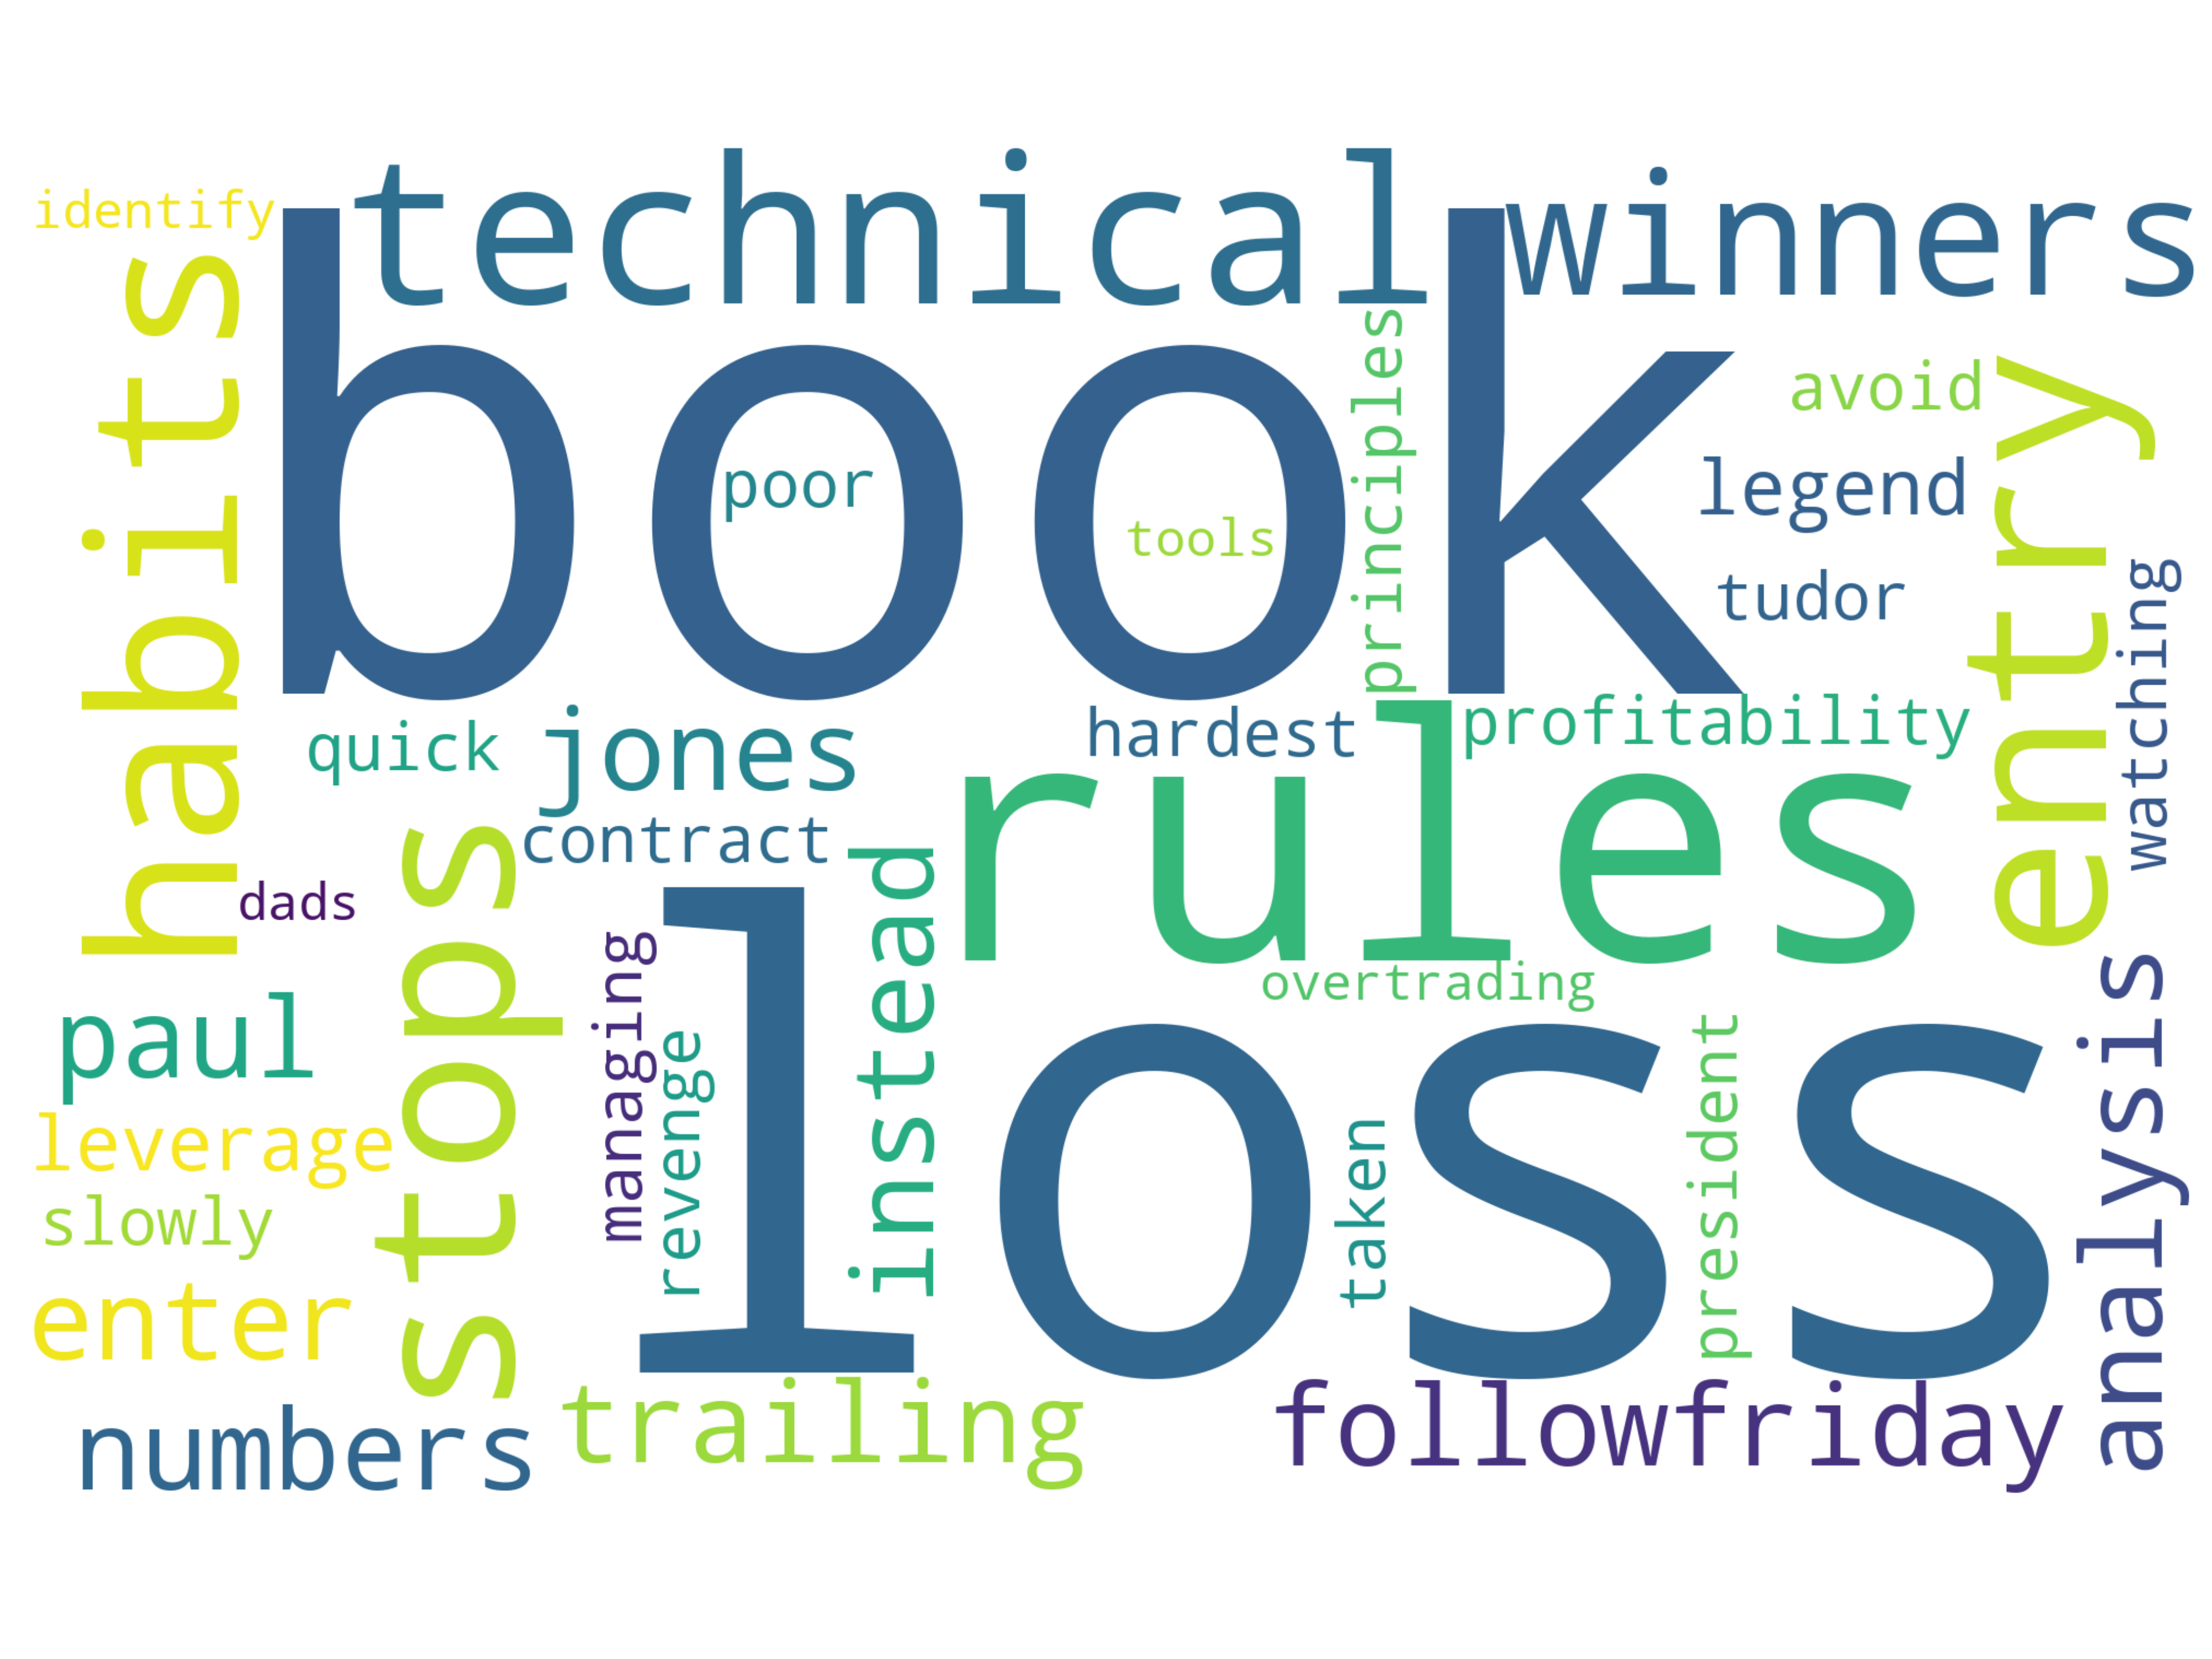 identify
technical
winners
habits
book
poor
tools
principles
avoid
legend
tudor
entry
watching
quick
jones
hardest
profitability
rules
contract
dads
stops
managing
revenge
instead
loss
overtrading
paul
leverage
slowly
enter
taken
president
analysis
numbers
trailing
followfriday